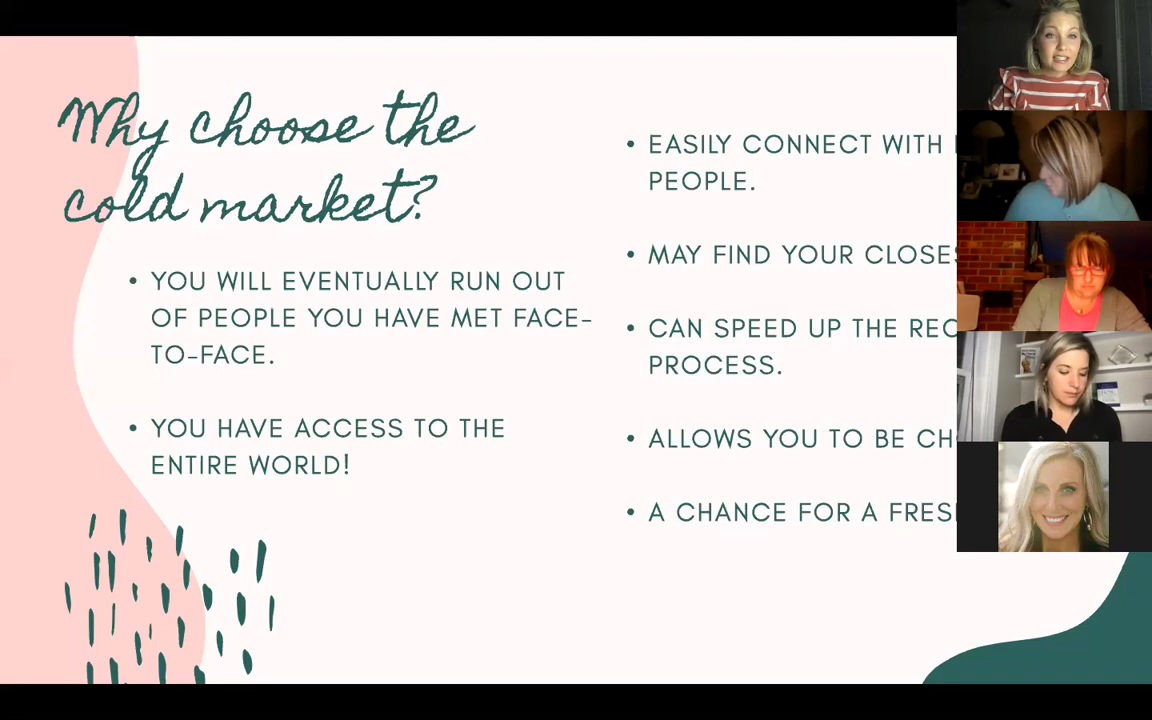 Why choose the
cold market?
• YOU WILL EVENTUALLY RUN OUT
OF PEOPLE YOU HAVE MET FACE-
TO-FACE.
• YOU HAVE ACCESS TO THE
ENTIRE WORLD!
• EASILY CONNECT WITH
PEOPLE.
• MAY FIND YOUR
• CAN SPEED UP THE
PROCESS.
• ALLOWS YOU TO BE
• A CHANCE FOR A